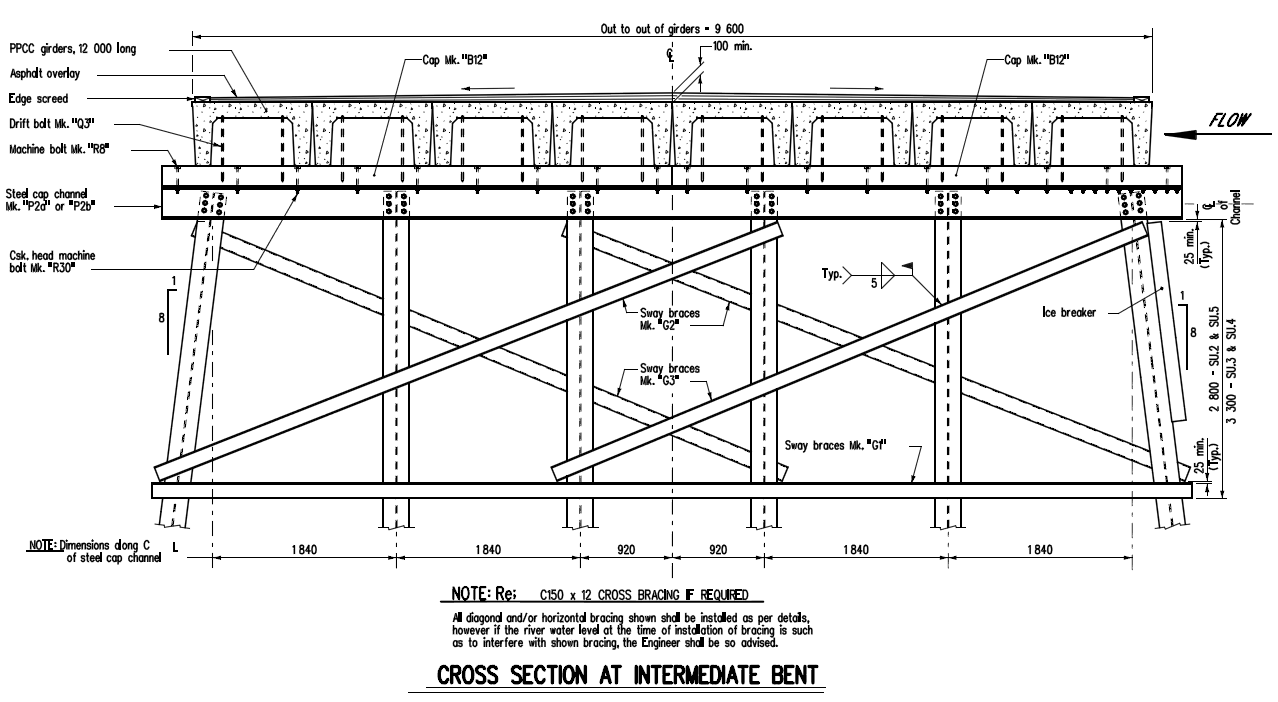 Out to out of girders - 9 600
PPCC girders, 12 000 long
℄
100 min.
Cap Mk. "B12"
Cap Mk. "B12"
Asphalt overlay
Edge screed
Drift bolt Mk. "Q3"
FLOW
Machine bolt Mk. "R8"
Steel cap channel
Mk. "P2a" or "P2b"
℄ of
Channel
25 min.
(Typ.)
Csk. head machine
bolt Mk. "R30"
Typ.
5
1
8
Sway braces
Mk. "G2"
Ice breaker
1
8
2 800 - SU.2 & SU.5
3 300 - SU.3 & SU.4
Sway braces
Mk. "G3"
Sway braces Mk. "G1"
25 min.
(Typ.)
NOTE: Dimensions along C L
of steel cap channel
1 840
1 840
920
920
1 840
1 840
NOTE: Re; C150 x 12 CROSS BRACING IF REQUIRED
All diagonal and/or horizontal bracing shown shall be installed as per details,
however if the river water level at the time of installation of bracing is such
as to interfere with shown bracing, the Engineer shall be so advised.
CROSS SECTION AT INTERMEDIATE BENT